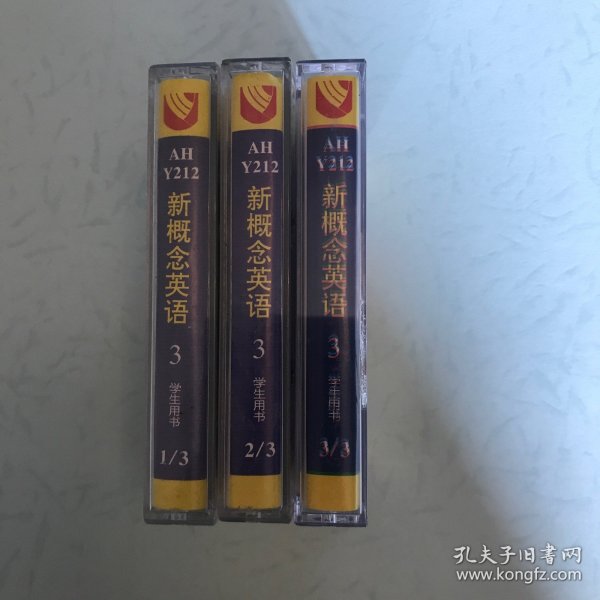 AH
Y212
新概念英语
3
学生用书
1/3
AH
Y212
新概念英语
3
学生用书
2/3
AH
Y212
新概念英语
3
学生用书
3/3
孔夫子旧书网
www.kongfz.com